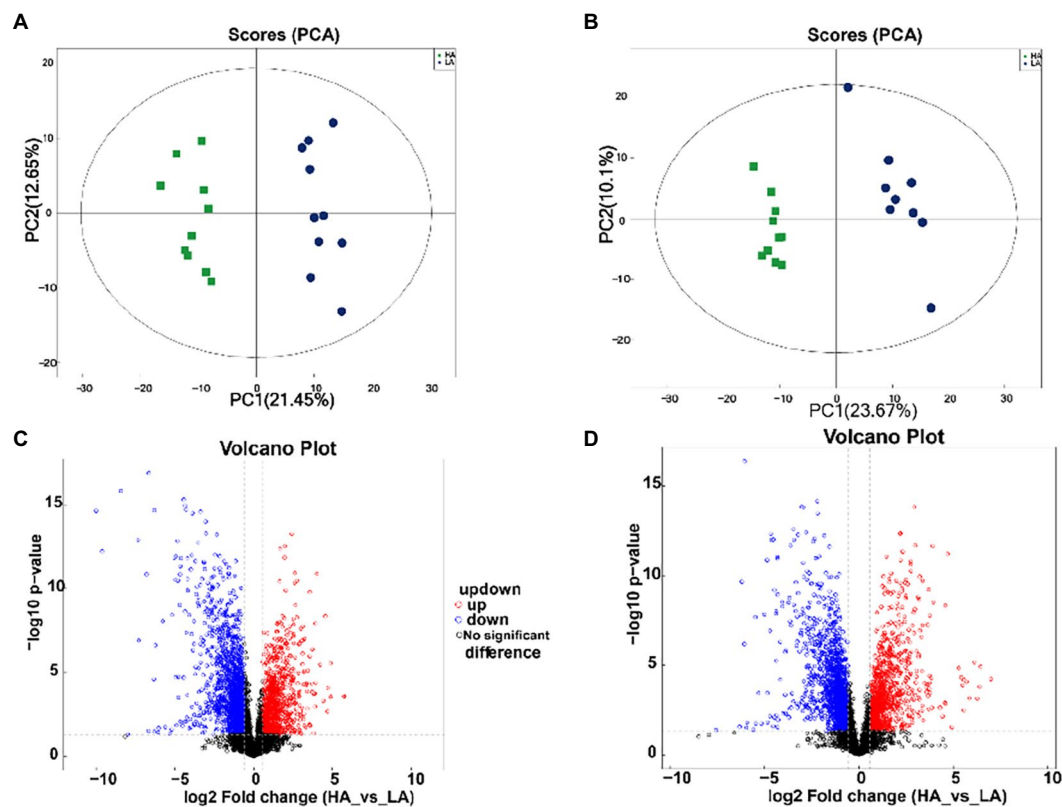 A
Scores (PCA)
HA
LA
20
10
0
−10
−20
PC2(12.65%)
−30
−20
−10
0
10
20
30
PC1(21.45%)
B
Scores (PCA)
HA
LA
20
10
0
−10
−20
PC2(10.1%)
−30
−20
−10
0
10
20
30
PC1(23.67%)
C
Volcano Plot
15
10
5
0
−log10 p−value
−10
−5
0
5
10
log2 Fold change (HA_vs_LA)
updown
up
down
No significant
difference
D
Volcano Plot
15
10
5
0
−log10 p−value
−10
−5
0
5
10
log2 Fold change (HA_vs_LA)